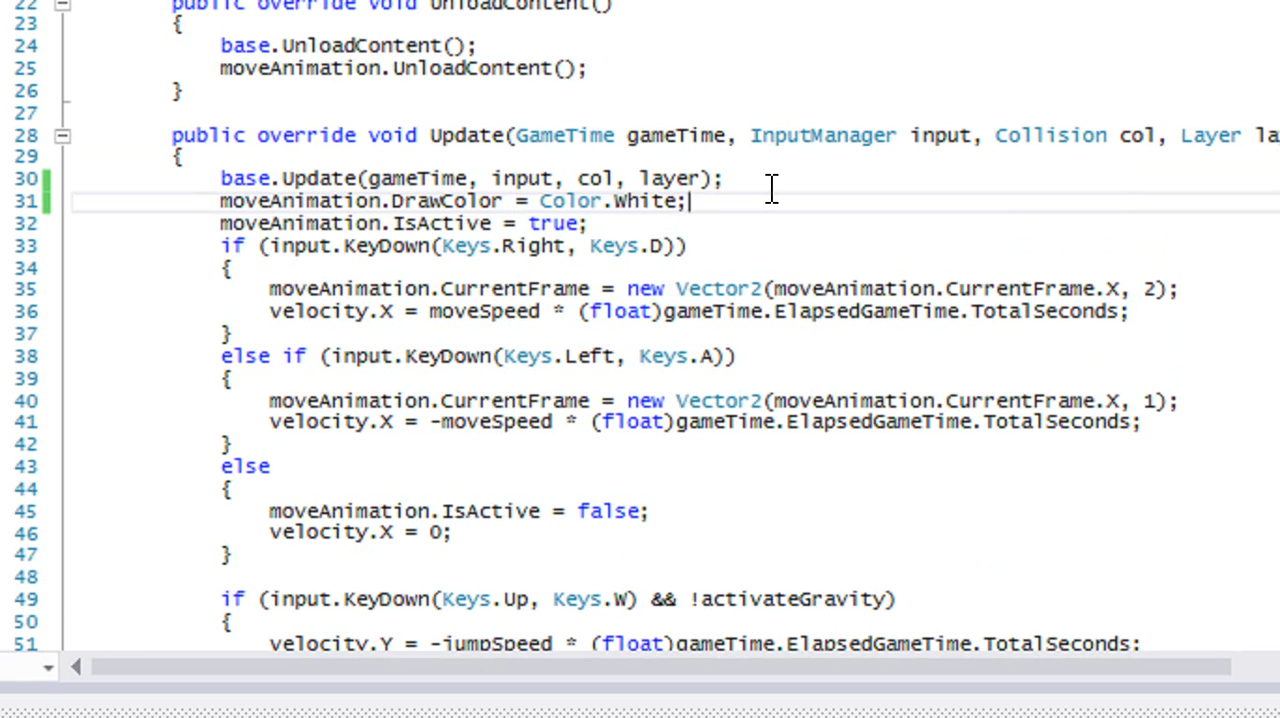 22 public override void UnloadContent()
23 {
24 base.UnloadContent();
25 moveAnimation.UnloadContent();
26 }
27
28 public override void Update(GameTime gameTime, InputManager input, Collision col, Layer la
29 {
30 base.Update(gameTime, input, col, layer);
31 moveAnimation.DrawColor = Color.White;
32 moveAnimation.IsActive = true;
33 if (input.KeyDown(Keys.Right, Keys.D))
34 {
35 moveAnimation.CurrentFrame = new Vector2(moveAnimation.CurrentFrame.X, 2);
36 velocity.X = moveSpeed * (float)gameTime.ElapsedGameTime.TotalSeconds;
37 }
38 else if (input.KeyDown(Keys.Left, Keys.A))
39 {
40 moveAnimation.CurrentFrame = new Vector2(moveAnimation.CurrentFrame.X, 1);
41 velocity.X = -moveSpeed * (float)gameTime.ElapsedGameTime.TotalSeconds;
42 }
43 else
44 {
45 moveAnimation.IsActive = false;
46 velocity.X = 0;
47 }
48
49 if (input.KeyDown(Keys.Up, Keys.W) && !activateGravity)
50 {
51 velocity.Y = -jumpSpeed * (float)gameTime.ElapsedGameTime.TotalSeconds;